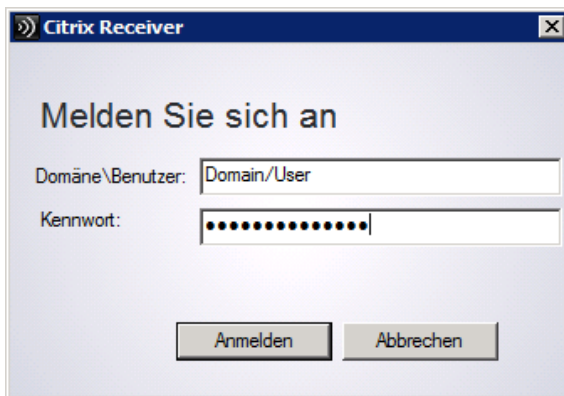 Citrix Receiver
Melden Sie sich an
Domäne\Benutzer: Domain/User
Kennwort: ●●●●●●●●●●●●●●
Anmelden Abbrechen